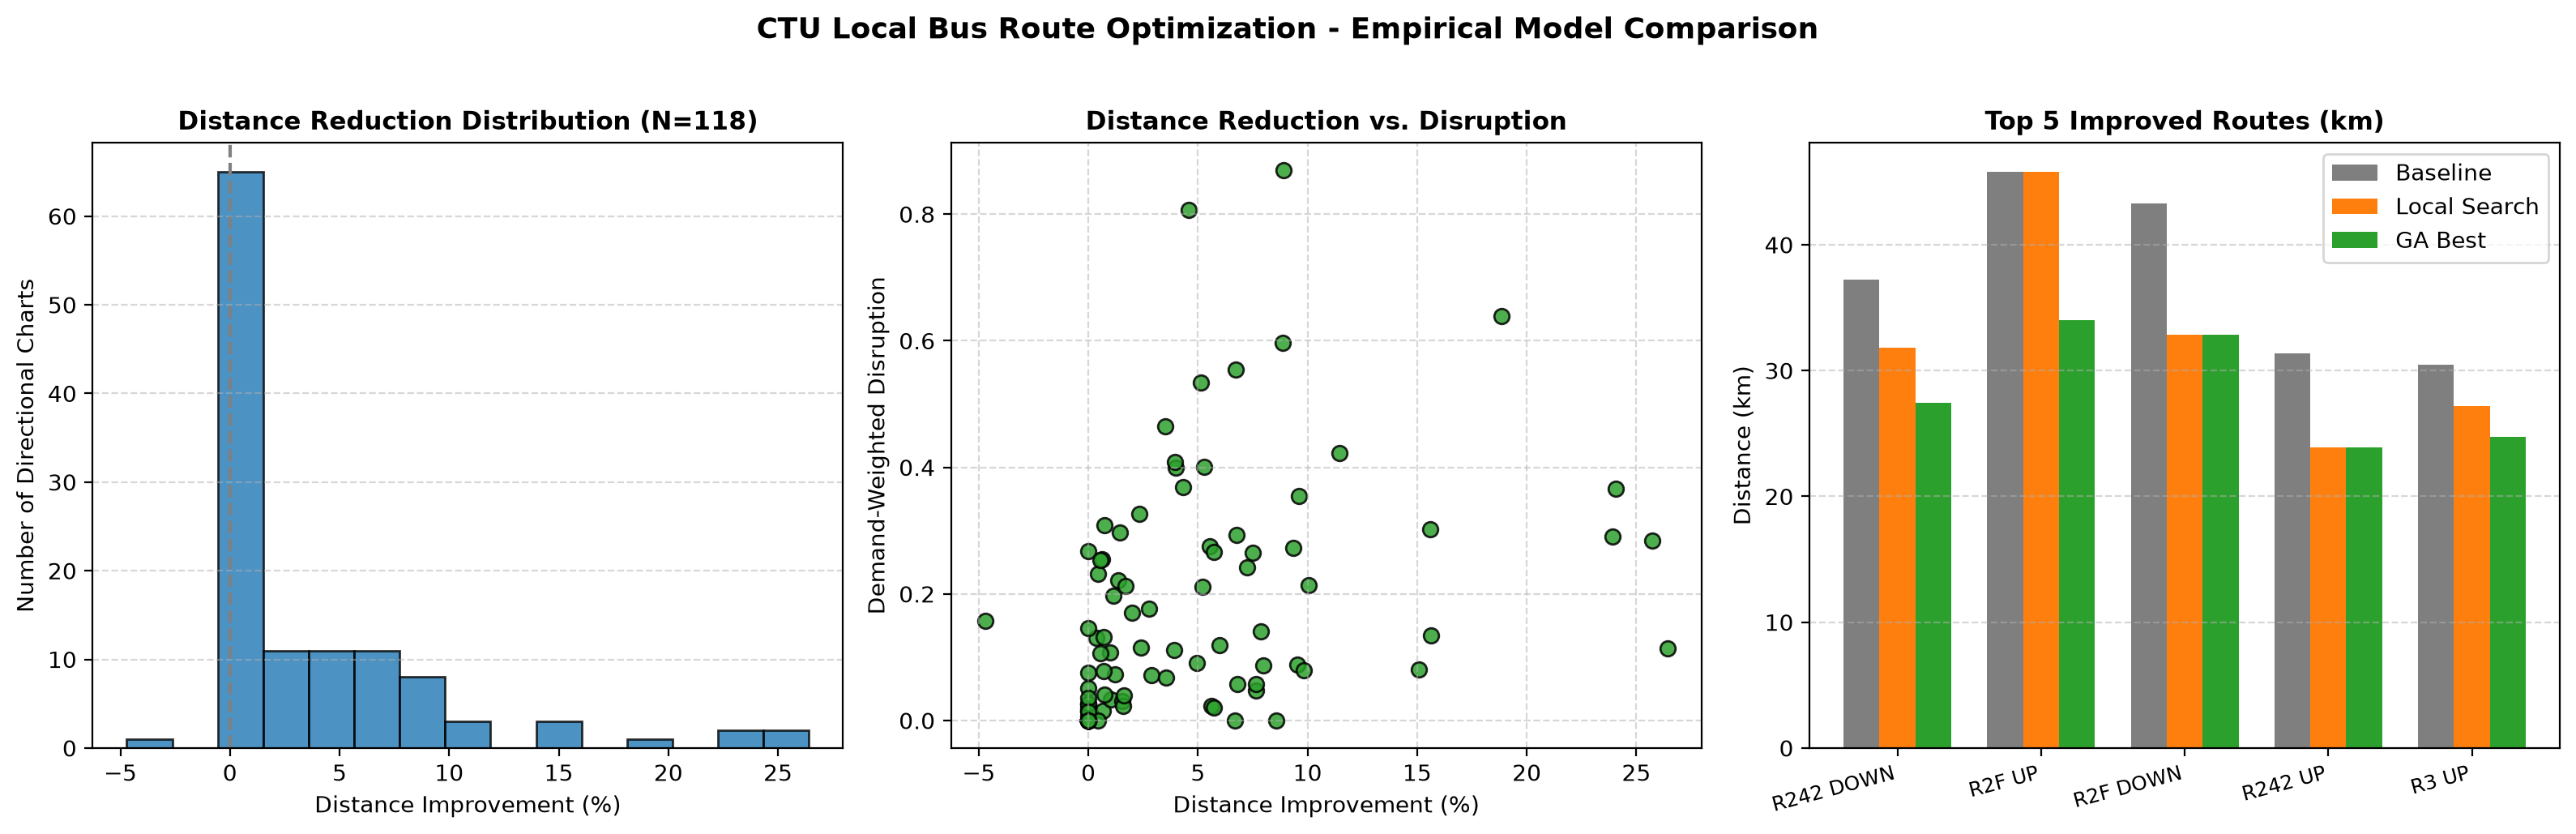 CTU Local Bus Route Optimization - Empirical Model Comparison
Distance Reduction Distribution (N=118)
Number of Directional Charts
60
50
40
30
20
10
0
−5 0 5 10 15 20 25
Distance Improvement (%)
Distance Reduction vs. Disruption
Demand-Weighted Disruption
0.8
0.6
0.4
0.2
0.0
−5 0 5 10 15 20 25
Distance Improvement (%)
Top 5 Improved Routes (km)
Baseline
Local Search
GA Best
Distance (km)
40
30
20
10
0
R242 DOWN
R2F UP
R2F DOWN
R242 UP
R3 UP